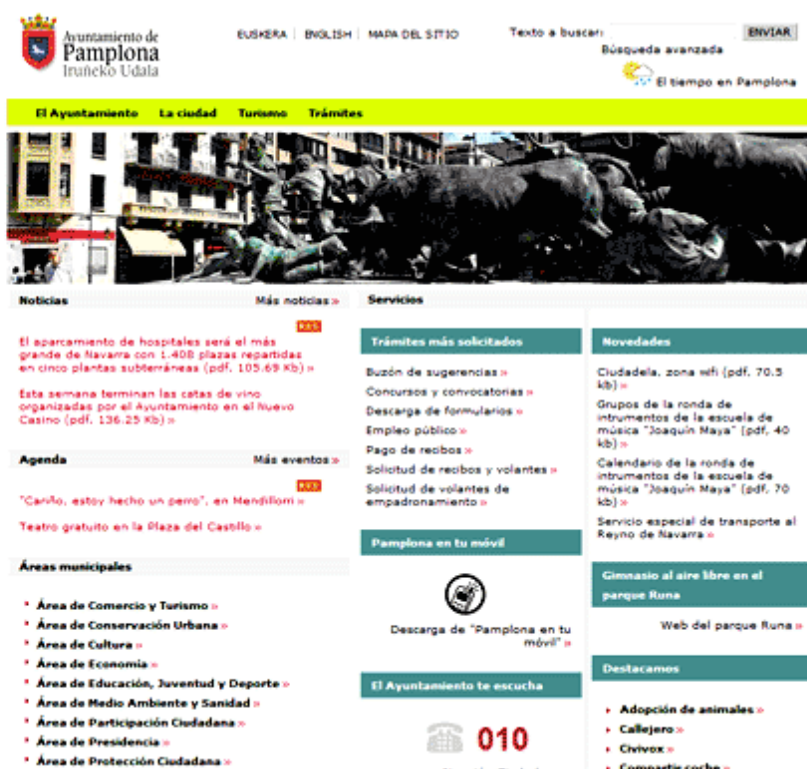 Ayuntamiento de
Pamplona
Iruñeko Udala
EUSKERA | ENGLISH | MAPA DEL SITIO
Texto a buscar:
ENVIAR
Búsqueda avanzada
El tiempo en Pamplona
El Ayuntamiento La ciudad Turismo Trámites
Noticias
Más noticias »
RSS
El aparcamiento de hospitales será el más
grande de Navarra con 1.408 plazas repartidas
en cinco plantas subterráneas (pdf, 105.69 Kb) »
Esta semana terminan las catas de vino
organizadas por el Ayuntamiento en el Nuevo
Casino (pdf, 136.25 Kb) »
Agenda
Más eventos »
RSS
"Cariño, estoy hecho un perro", en Mendillorri »
Teatro gratuito en la Plaza del Castillo »
Áreas municipales
Área de Comercio y Turismo »
Área de Conservación Urbana »
Área de Cultura »
Área de Economía »
Área de Educación, Juventud y Deporte »
Área de Medio Ambiente y Sanidad »
Área de Participación Ciudadana »
Área de Presidencia »
Área de Protección Ciudadana »
Servicios
Trámites más solicitados
Buzón de sugerencias »
Concursos y convocatorias »
Descarga de formularios »
Empleo público »
Pago de recibos »
Solicitud de recibos y volantes »
Solicitud de volantes de
empadronamiento »
Pamplona en tu móvil
Descarga de "Pamplona en tu
móvil" »
El Ayuntamiento te escucha
010
Novedades
Ciudadela, zona wifi (pdf, 70.5
kb) »
Grupos de la ronda de
intrumentos de la escuela de
música "Joaquín Maya" (pdf, 40
kb) »
Calendario de la ronda de
intrumentos de la escuela de
música "Joaquín Maya" (pdf, 70
kb) »
Servicio especial de transporte al
Reyno de Navarra »
Gimnasio al aire libre en el
parque Runa
Web del parque Runa »
Destacamos
Adopción de animales »
Callejero »
Civivox »
Compartir coche »